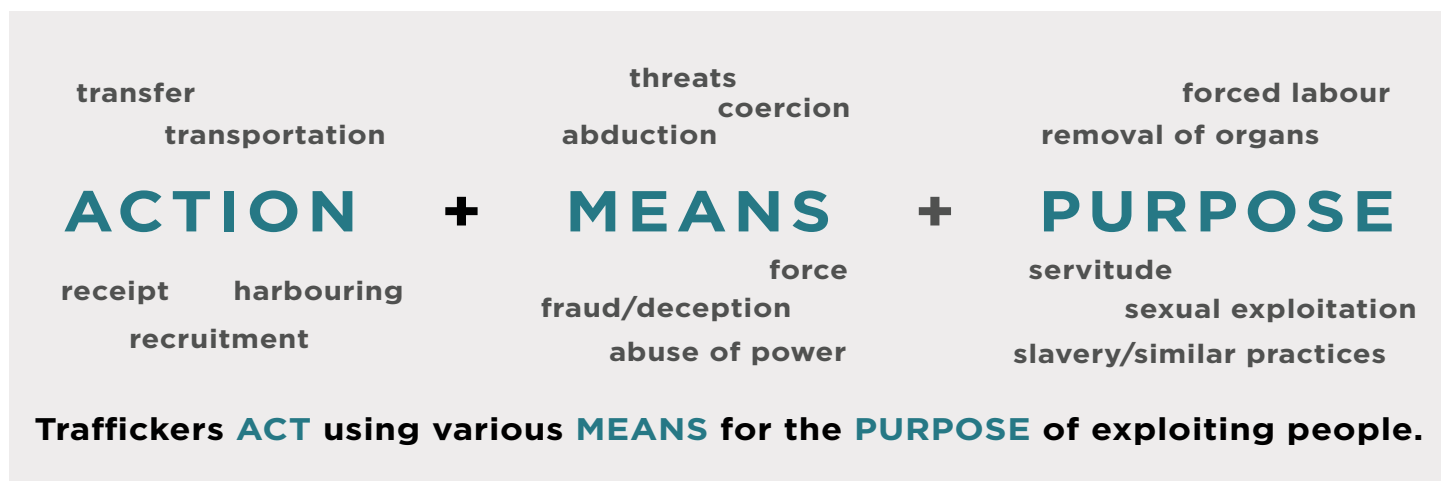 transfer
transportation
threats
coercion
abduction
forced labour
removal of organs
ACTION + MEANS + PURPOSE
receipt harbouring
recruitment
force
fraud/deception
abuse of power
servitude
sexual exploitation
slavery/similar practices
Traffickers ACT using various MEANS for the PURPOSE of exploiting people.